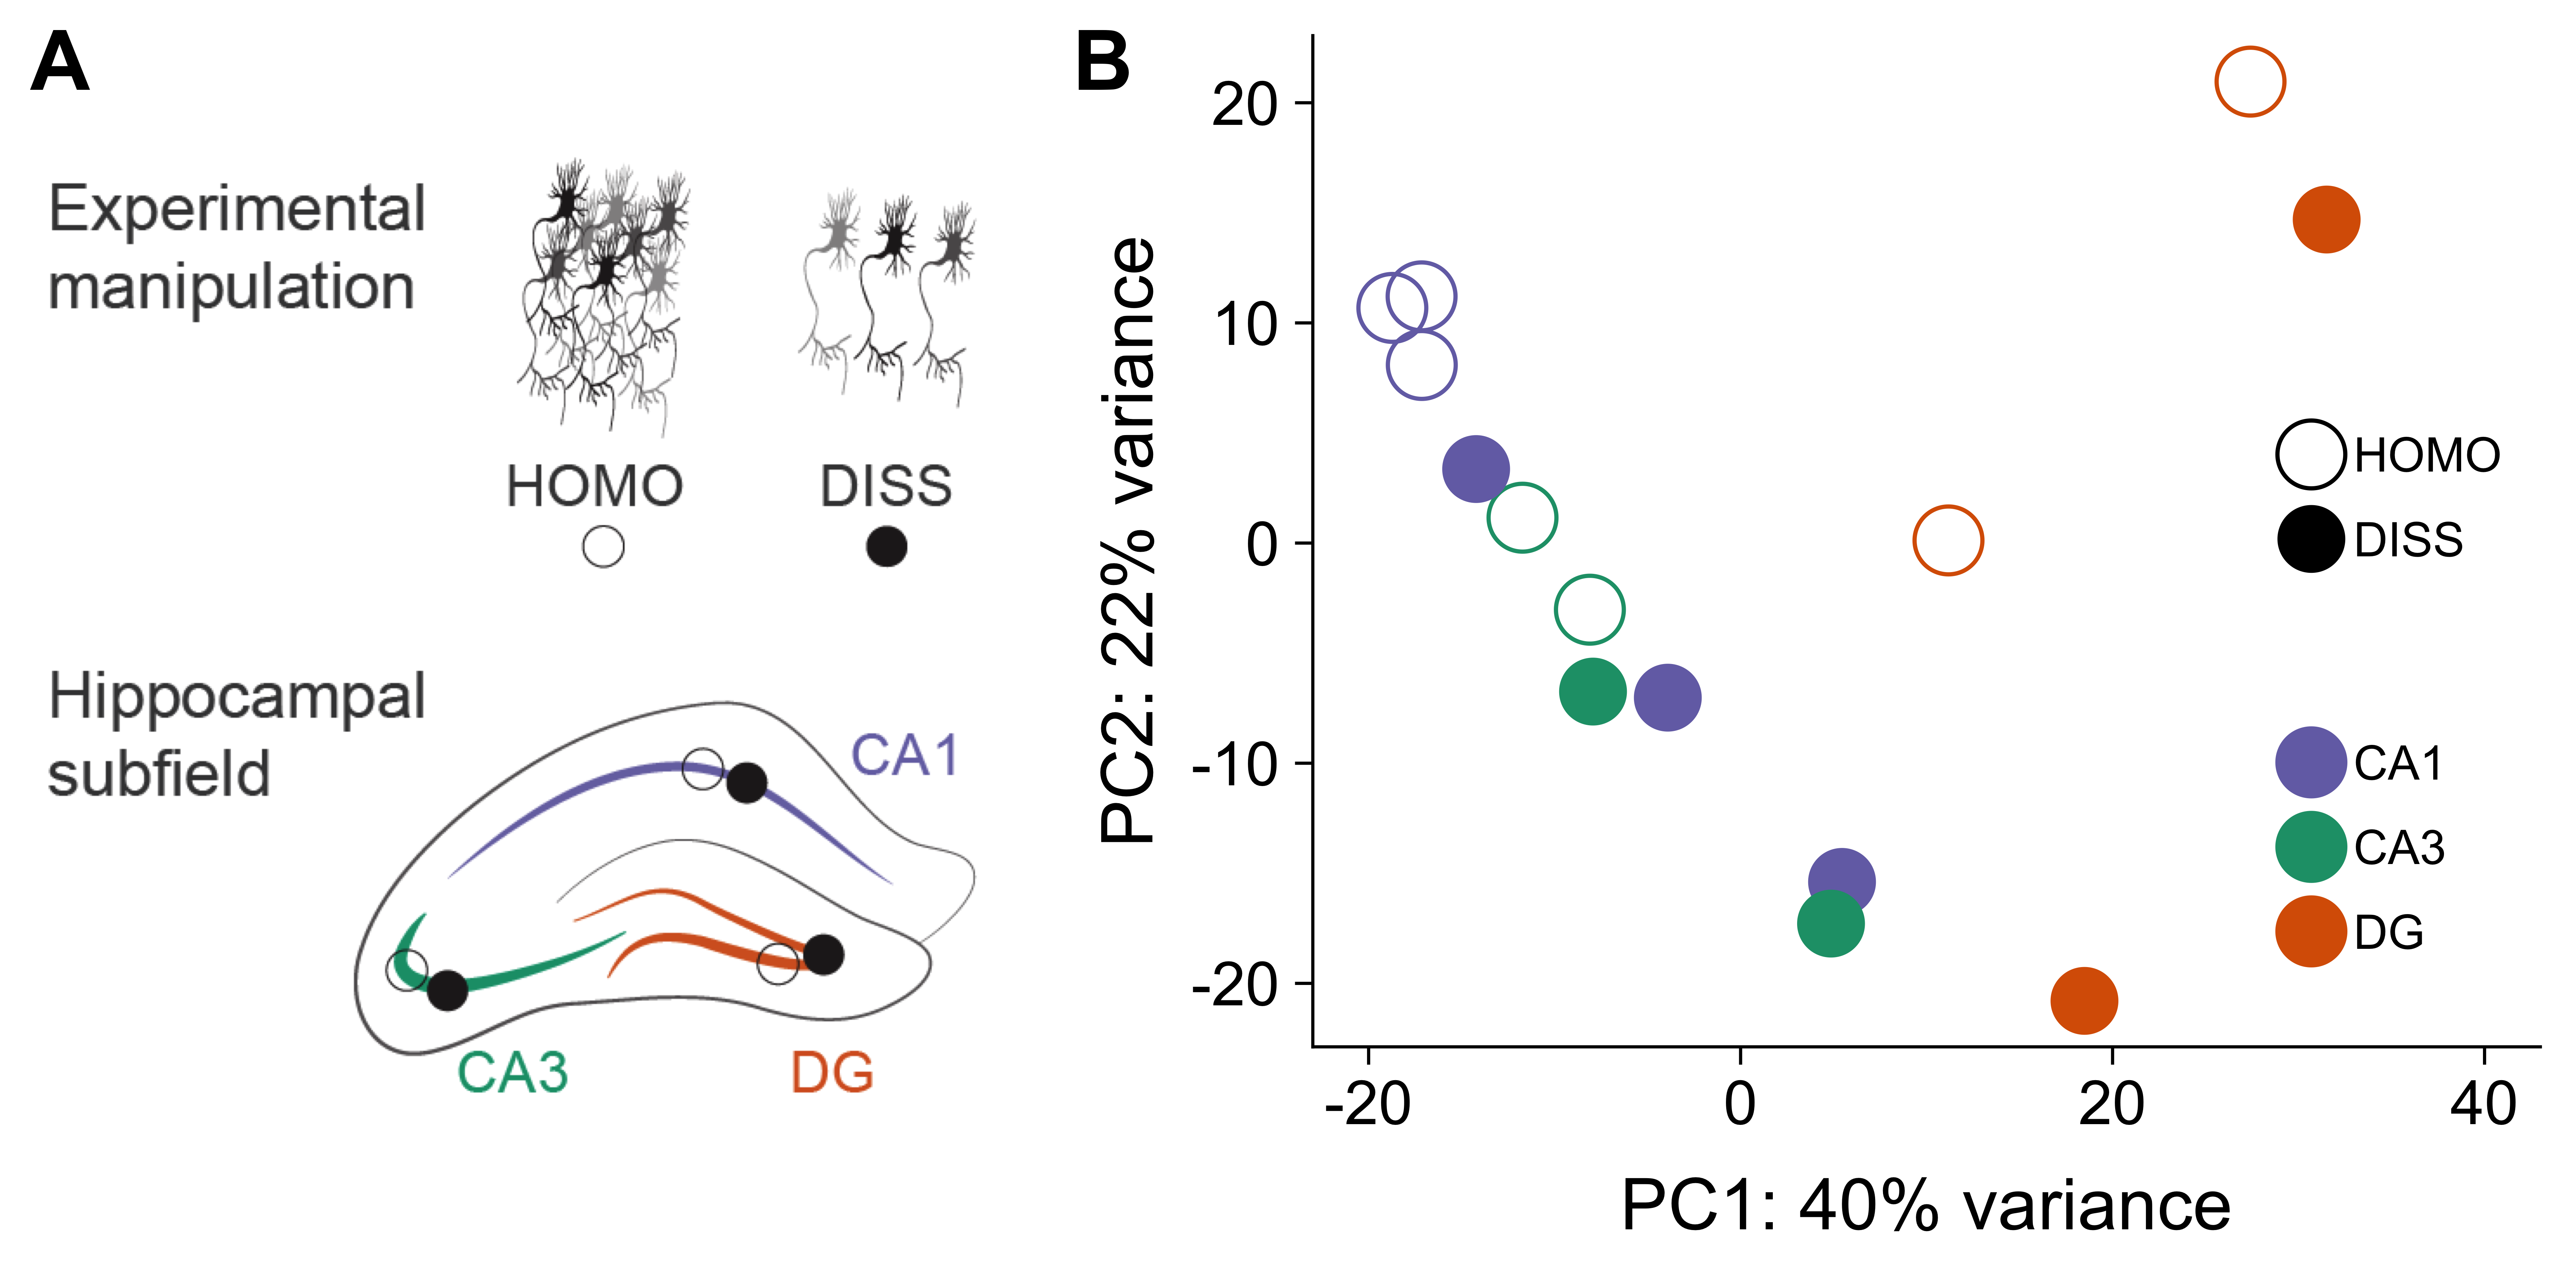 A
Experimental
manipulation
HOMO
DISS
Hippocampal
subfield
CA1
CA3
DG
B
PC2: 22% variance
20
10
0
-10
-20
-20
0
20
40
PC1: 40% variance
HOMO
DISS
CA1
CA3
DG